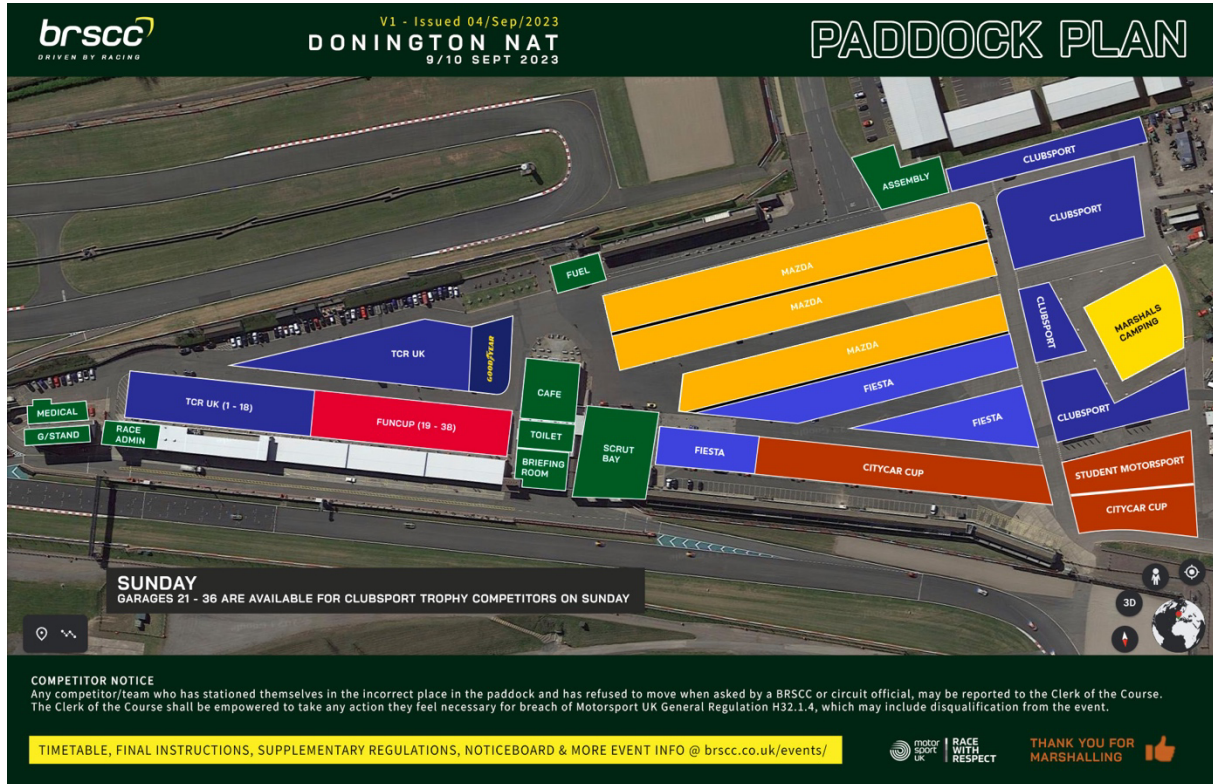 brscc
DRIVEN BY RACING
V1 - Issued 04/Sep/2023
DONINGTON NAT
9/10 SEPT 2023
PADDOCK PLAN
CLUBSPORT
ASSEMBLY
CLUBSPORT
FUEL
MAZDA
MAZDA
CLUBSPORT
MARSHALS
CAMPING
TCR UK
GOODYEAR
MAZDA
FIESTA
CAFE
TCR UK (1 - 18)
FUNCUP (19 - 38)
MEDICAL
G/STAND
RACE
ADMIN
TOILET
BRIEFING
ROOM
SCRUT
BAY
FIESTA
FIESTA
CLUBSPORT
CITYCAR CUP
STUDENT MOTORSPORT
CITYCAR CUP
SUNDAY
GARAGES 21 - 36 ARE AVAILABLE FOR CLUBSPORT TROPHY COMPETITORS ON SUNDAY
3D
COMPETITOR NOTICE
Any competitor/team who has stationed themselves in the incorrect place in the paddock and has refused to move when asked by a BRSCC or circuit official, may be reported to the Clerk of the Course.
The Clerk of the Course shall be empowered to take any action they feel necessary for breach of Motorsport UK General Regulation H32.1.4, which may include disqualification from the event.
TIMETABLE, FINAL INSTRUCTIONS, SUPPLEMENTARY REGULATIONS, NOTICEBOARD & MORE EVENT INFO @ brscc.co.uk/events/
motor
sport
UK
RACE
WITH
RESPECT
THANK YOU FOR
MARSHALLING